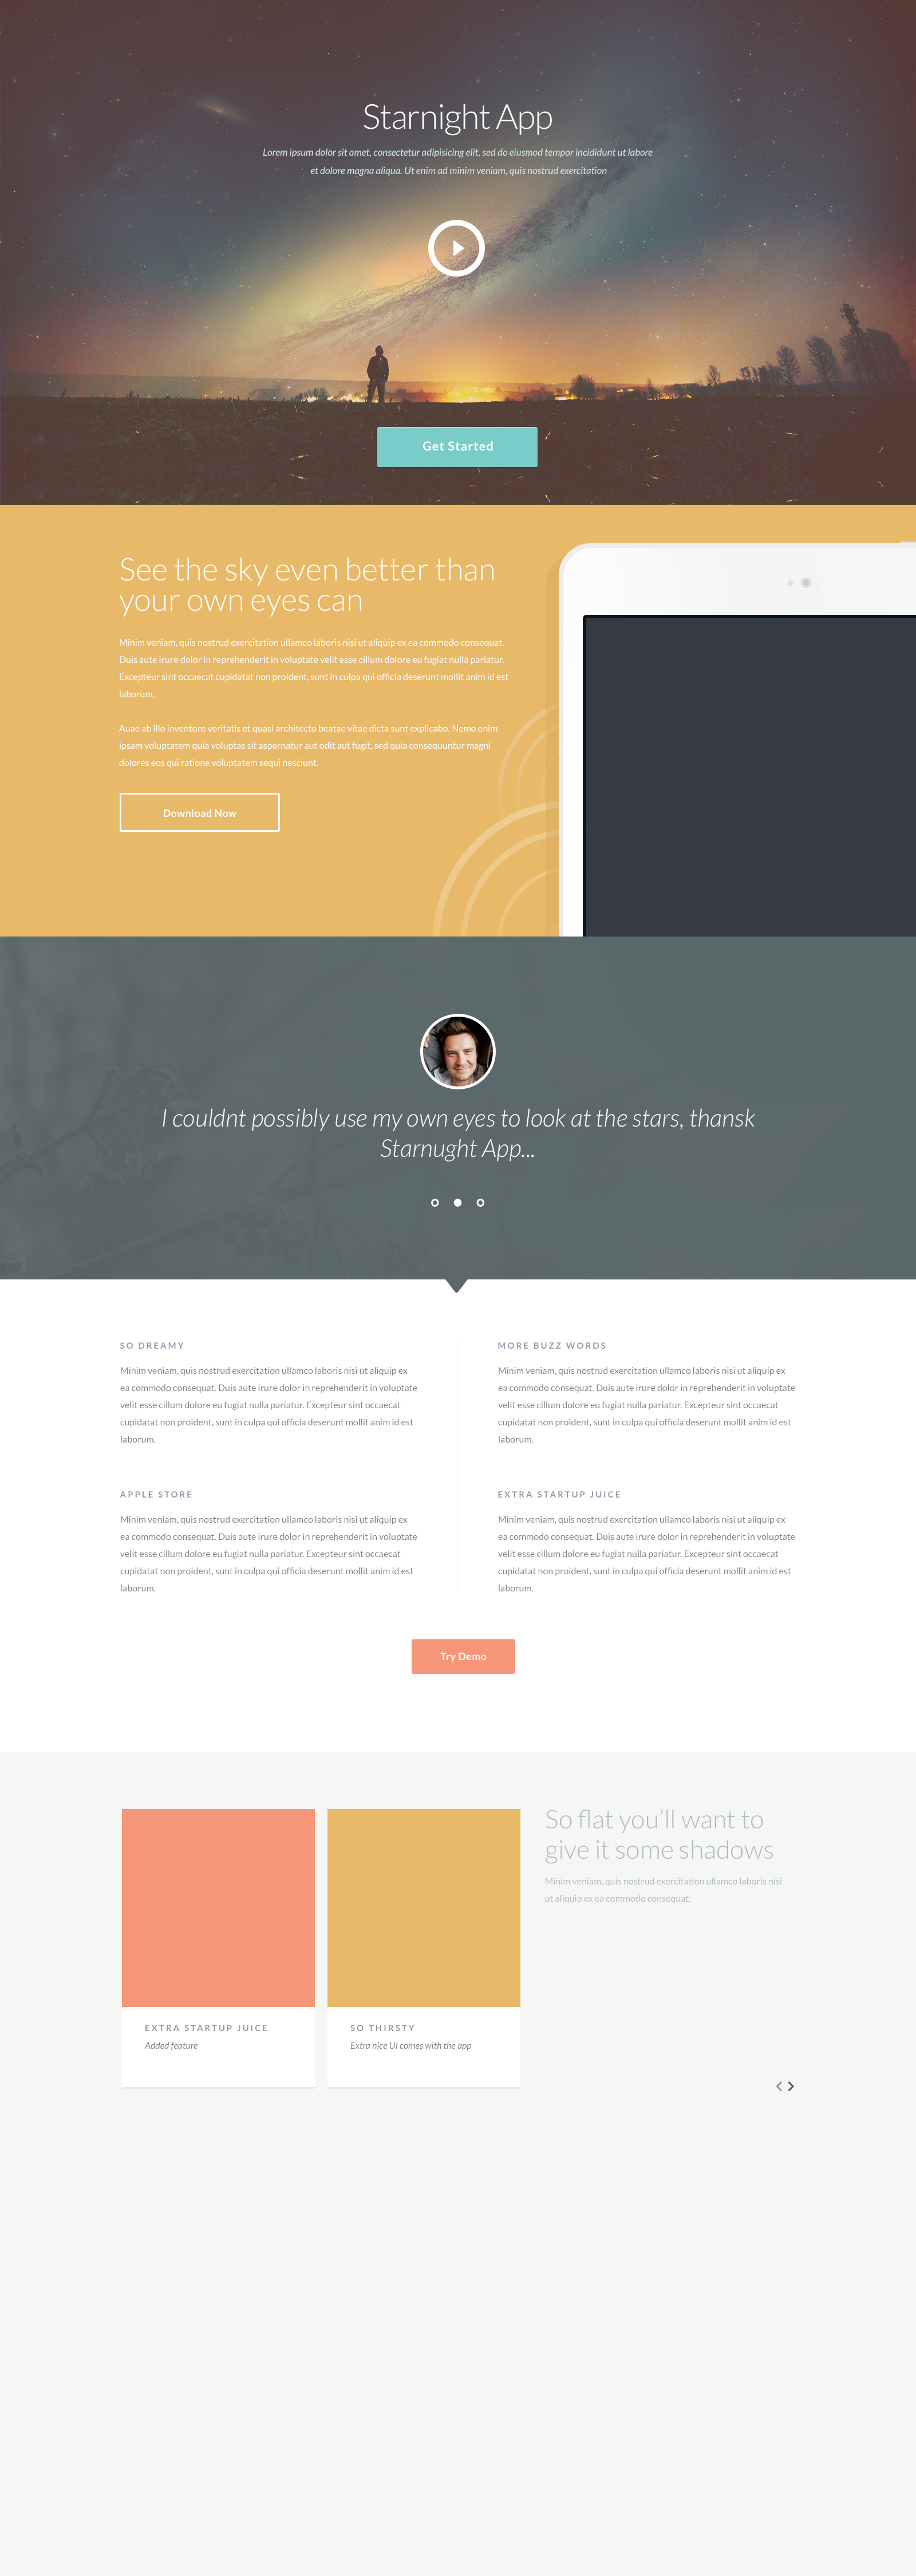 Starnight App
Lorem ipsum dolor sit amet, consectetur adipisicing elit, sed do eiusmod tempor incididunt ut labore
et dolore magna aliqua. Ut enim ad minim veniam, quis nostrud exercitation
Get Started
See the sky even better than
your own eyes can
Minim veniam, quis nostrud exercitation ullamco laboris nisi ut aliquip ex ea commodo consequat.
Duis aute irure dolor in reprehenderit in voluptate velit esse cillum dolore eu fugiat nulla pariatur.
Excepteur sint occaecat cupidatat non proident, sunt in culpa qui officia deserunt mollit anim id est
laborum.
Auae ab illo inventore veritatis et quasi architecto beatae vitae dicta sunt explicabo. Nemo enim
ipsam voluptatem quia voluptas sit aspernatur aut odit aut fugit, sed quia consequuntur magni
dolores eos qui ratione voluptatem sequi nesciunt.
Download Now
I couldnt possibly use my own eyes to look at the stars, thansk
Starnught App...
SO DREAMY
Minim veniam, quis nostrud exercitation ullamco laboris nisi ut aliquip ex
ea commodo consequat. Duis aute irure dolor in reprehenderit in voluptate
velit esse cillum dolore eu fugiat nulla pariatur. Excepteur sint occaecat
cupidatat non proident, sunt in culpa qui officia deserunt mollit anim id est
laborum.
MORE BUZZ WORDS
Minim veniam, quis nostrud exercitation ullamco laboris nisi ut aliquip ex
ea commodo consequat. Duis aute irure dolor in reprehenderit in voluptate
velit esse cillum dolore eu fugiat nulla pariatur. Excepteur sint occaecat
cupidatat non proident, sunt in culpa qui officia deserunt mollit anim id est
laborum.
APPLE STORE
Minim veniam, quis nostrud exercitation ullamco laboris nisi ut aliquip ex
ea commodo consequat. Duis aute irure dolor in reprehenderit in voluptate
velit esse cillum dolore eu fugiat nulla pariatur. Excepteur sint occaecat
cupidatat non proident, sunt in culpa qui officia deserunt mollit anim id est
laborum.
EXTRA STARTUP JUICE
Minim veniam, quis nostrud exercitation ullamco laboris nisi ut aliquip ex
ea commodo consequat. Duis aute irure dolor in reprehenderit in voluptate
velit esse cillum dolore eu fugiat nulla pariatur. Excepteur sint occaecat
cupidatat non proident, sunt in culpa qui officia deserunt mollit anim id est
laborum.
Try Demo
So flat you’ll want to
give it some shadows
Minim veniam, quis nostrud exercitation ullamco laboris nisi
ut aliquip ex ea commodo consequat.
EXTRA STARTUP JUICE
Added feature
SO THIRSTY
Extra nice UI comes with the app